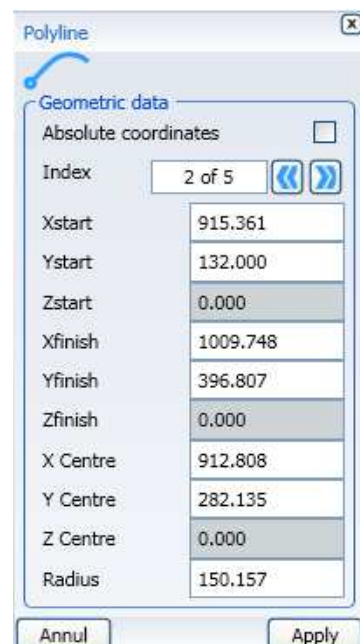 Polyline
Geometric data
Absolute coordinates
Index 2 of 5
Xstart 915.361
Ystart 132.000
Zstart 0.000
Xfinish 1009.748
Yfinish 396.807
Zfinish 0.000
X Centre 912.808
Y Centre 282.135
Z Centre 0.000
Radius 150.157
Annul Apply